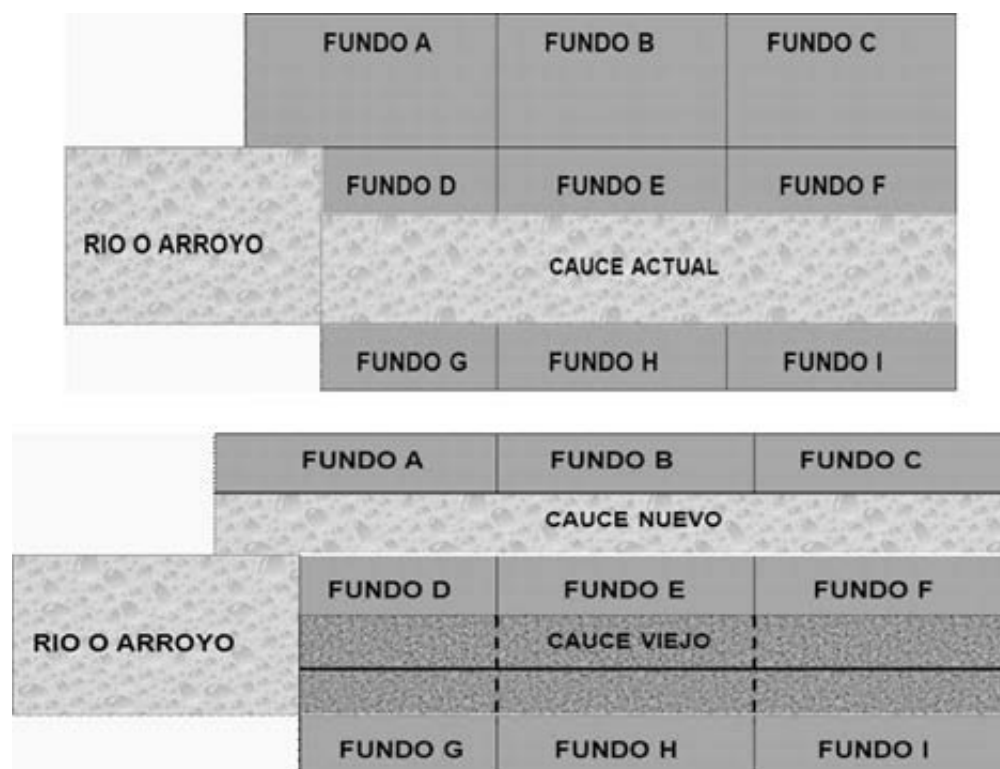 FUNDO A FUNDO B FUNDO C
FUNDO D FUNDO E FUNDO F
RIO O ARROYO
CAUCE ACTUAL
FUNDO G FUNDO H FUNDO I
FUNDO A FUNDO B FUNDO C
CAUCE NUEVO
FUNDO D FUNDO E FUNDO F
RIO O ARROYO
CAUCE VIEJO
FUNDO G FUNDO H FUNDO I